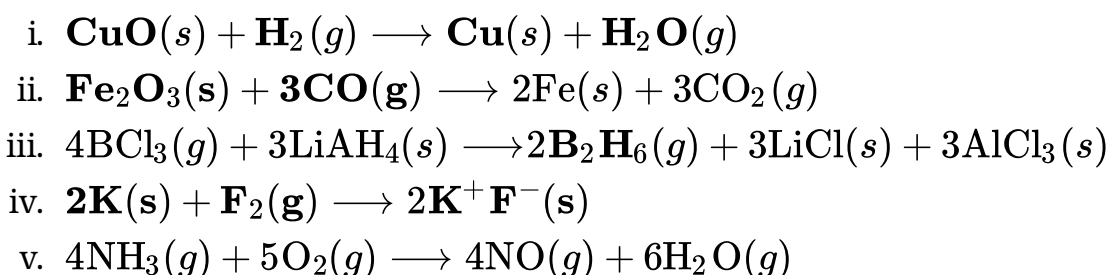 i. CuO(s) + H₂(g) ⟶ Cu(s) + H₂O(g)
ii. Fe₂O₃(s) + 3CO(g) ⟶ 2Fe(s) + 3CO₂(g)
iii. 4BCl₃(g) + 3LiAH₄(s) ⟶2B₂H₆(g) + 3LiCl(s) + 3AlCl₃(s)
iv. 2K(s) + F₂(g) ⟶ 2K⁺F⁻(s)
v. 4NH₃(g) + 5O₂(g) ⟶ 4NO(g) + 6H₂O(g)